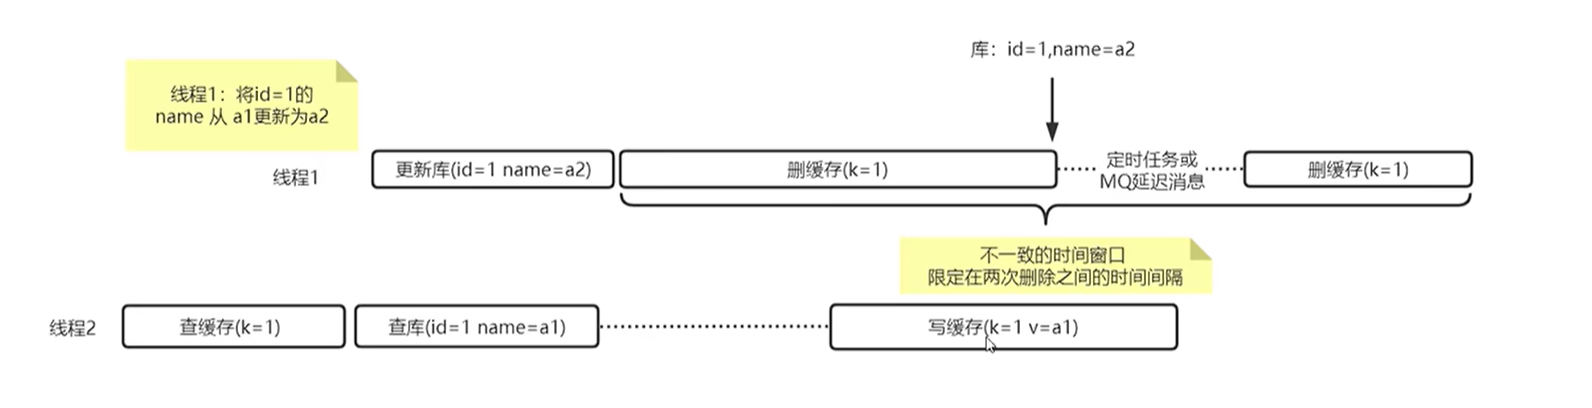 库：id=1,name=a2
线程1：将id=1的
name 从 a1更新为a2
线程1
更新库(id=1 name=a2)
删缓存(k=1)
定时任务或
MQ延迟消息
删缓存(k=1)
不一致的时间窗口
限定在两次删除之间的时间间隔
线程2
查缓存(k=1)
查库(id=1 name=a1)
写缓存(k=1 v=a1)